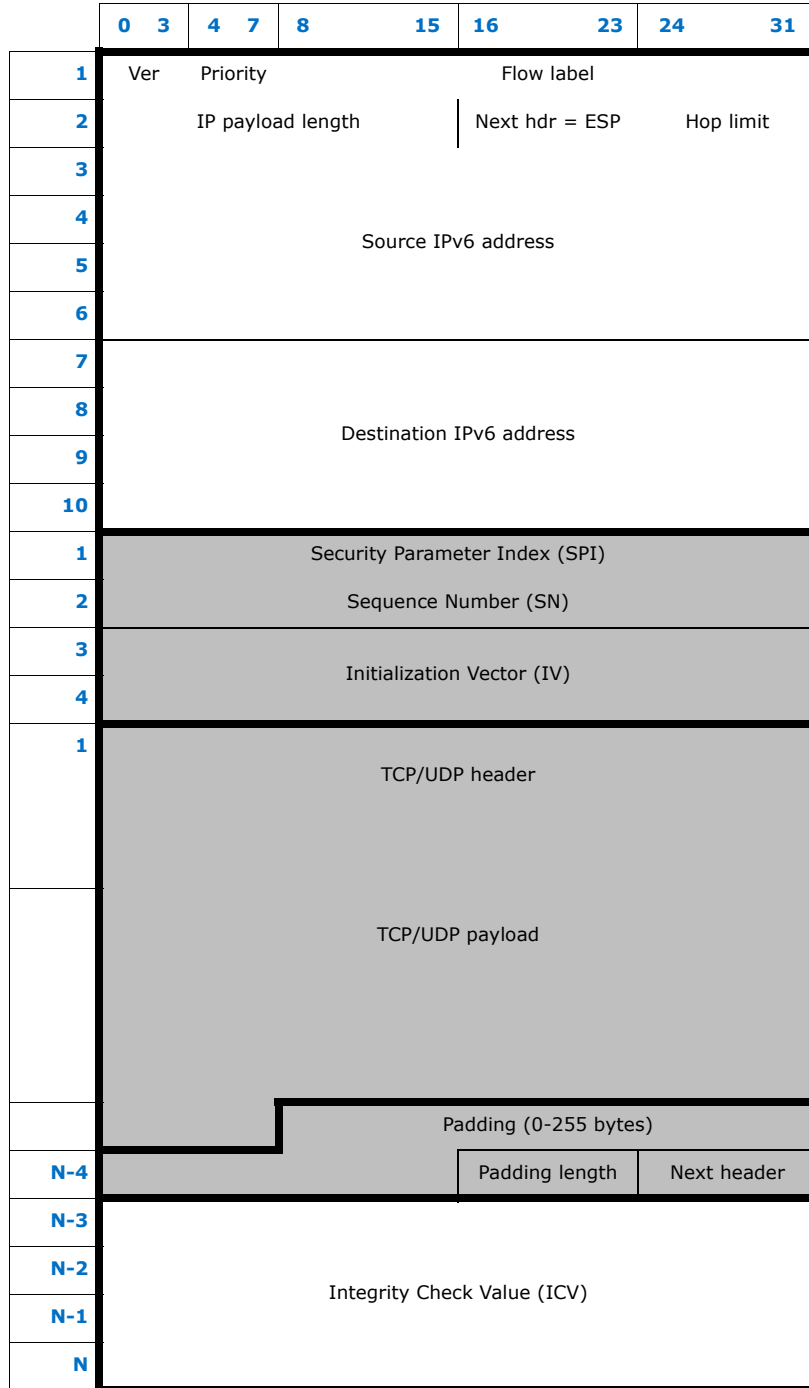 0 3 4 7 8 15 16 23 24 31
1 Ver Priority Flow label
2 IP payload length Next hdr = ESP Hop limit
3
4
Source IPv6 address
5
6
7
8
Destination IPv6 address
9
10
1 Security Parameter Index (SPI)
2 Sequence Number (SN)
3
Initialization Vector (IV)
4
1
TCP/UDP header
TCP/UDP payload
Padding (0-255 bytes)
N-4 Padding length Next header
N-3
N-2
Integrity Check Value (ICV)
N-1
N